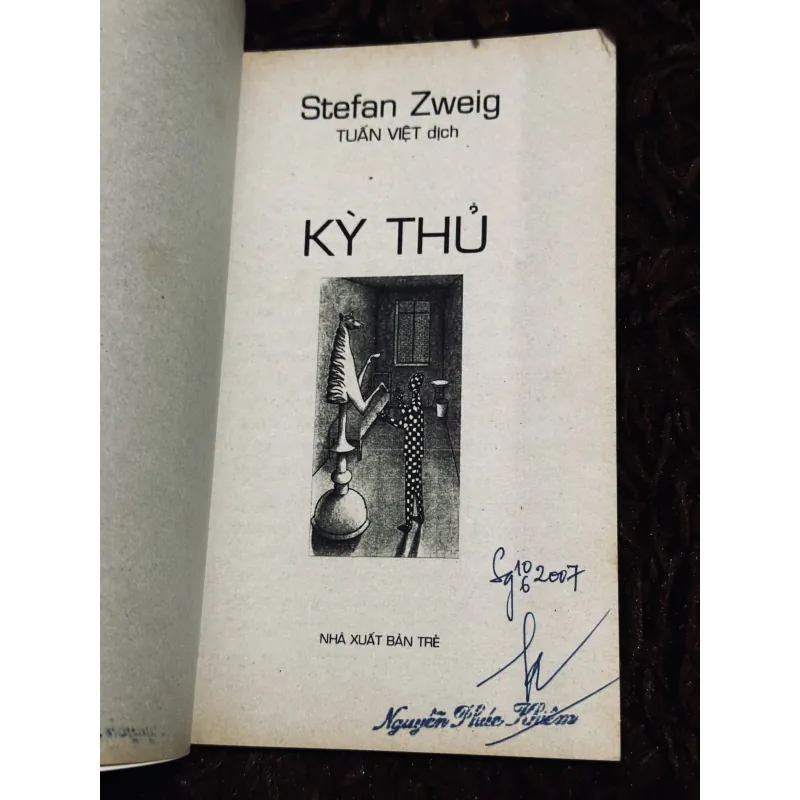 Stefan Zweig
TUẤN VIỆT dịch
KỲ THỦ
Sg 10/6 2007
NHÀ XUẤT BẢN TRẺ
Nguyễn Phúc Khiêm